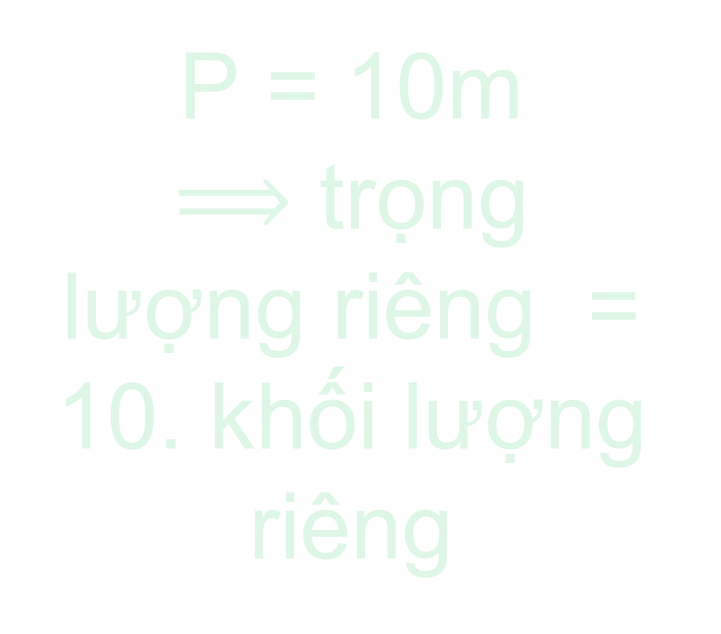 P = 10m
⟹ trọng
lượng riêng  =
10. khối lượng
riêng